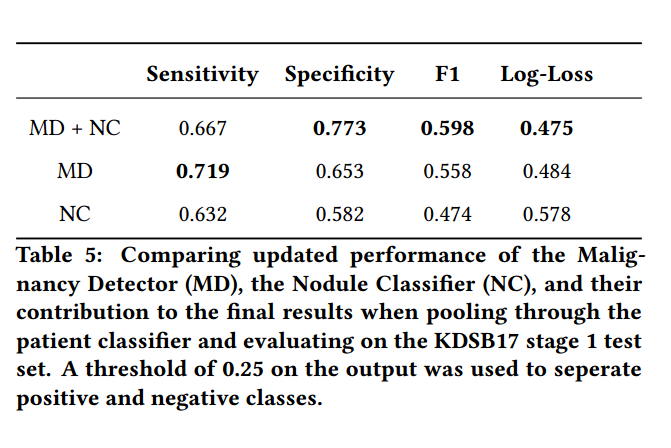 Sensitivity Specificity F1 Log-Loss
MD + NC 0.667 0.773 0.598 0.475
MD 0.719 0.653 0.558 0.484
NC 0.632 0.582 0.474 0.578
Table 5: Comparing updated performance of the Malig-
nancy Detector (MD), the Nodule Classifier (NC), and their
contribution to the final results when pooling through the
patient classifier and evaluating on the KDSB17 stage 1 test
set. A threshold of 0.25 on the output was used to seperate
positive and negative classes.